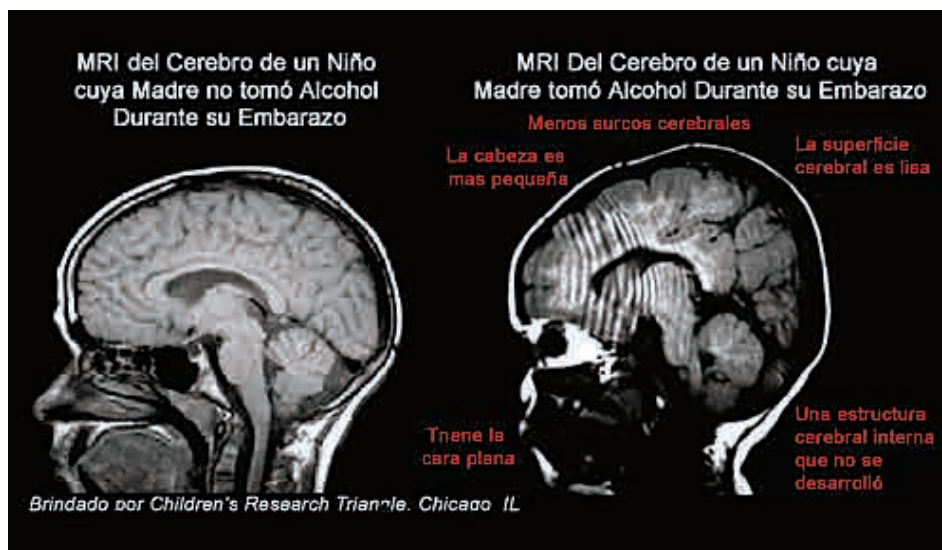 MRI del Cerebro de un Niño
cuya Madre no tomó Alcohol
Durante su Embarazo
MRI Del Cerebro de un Niño cuya
Madre tomó Alcohol Durante su Embarazo
Menos surcos cerebrales
La cabeza es
mas pequeña
La superficie
cerebral es lisa
Tnene la
cara plana
Una estructura
cerebral interna
que no se
desarrolló
Brindado por Children's Research Triangle. Chicago IL